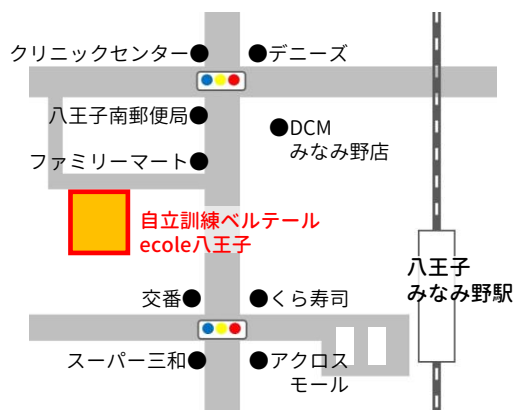 クリニックセンター
デニーズ
八王子南郵便局
DCM
みなみ野店
ファミリーマート
自立訓練ベルテール
ecole八王子
八王子
みなみ野駅
交番
くら寿司
スーパー三和
アクロス
モール